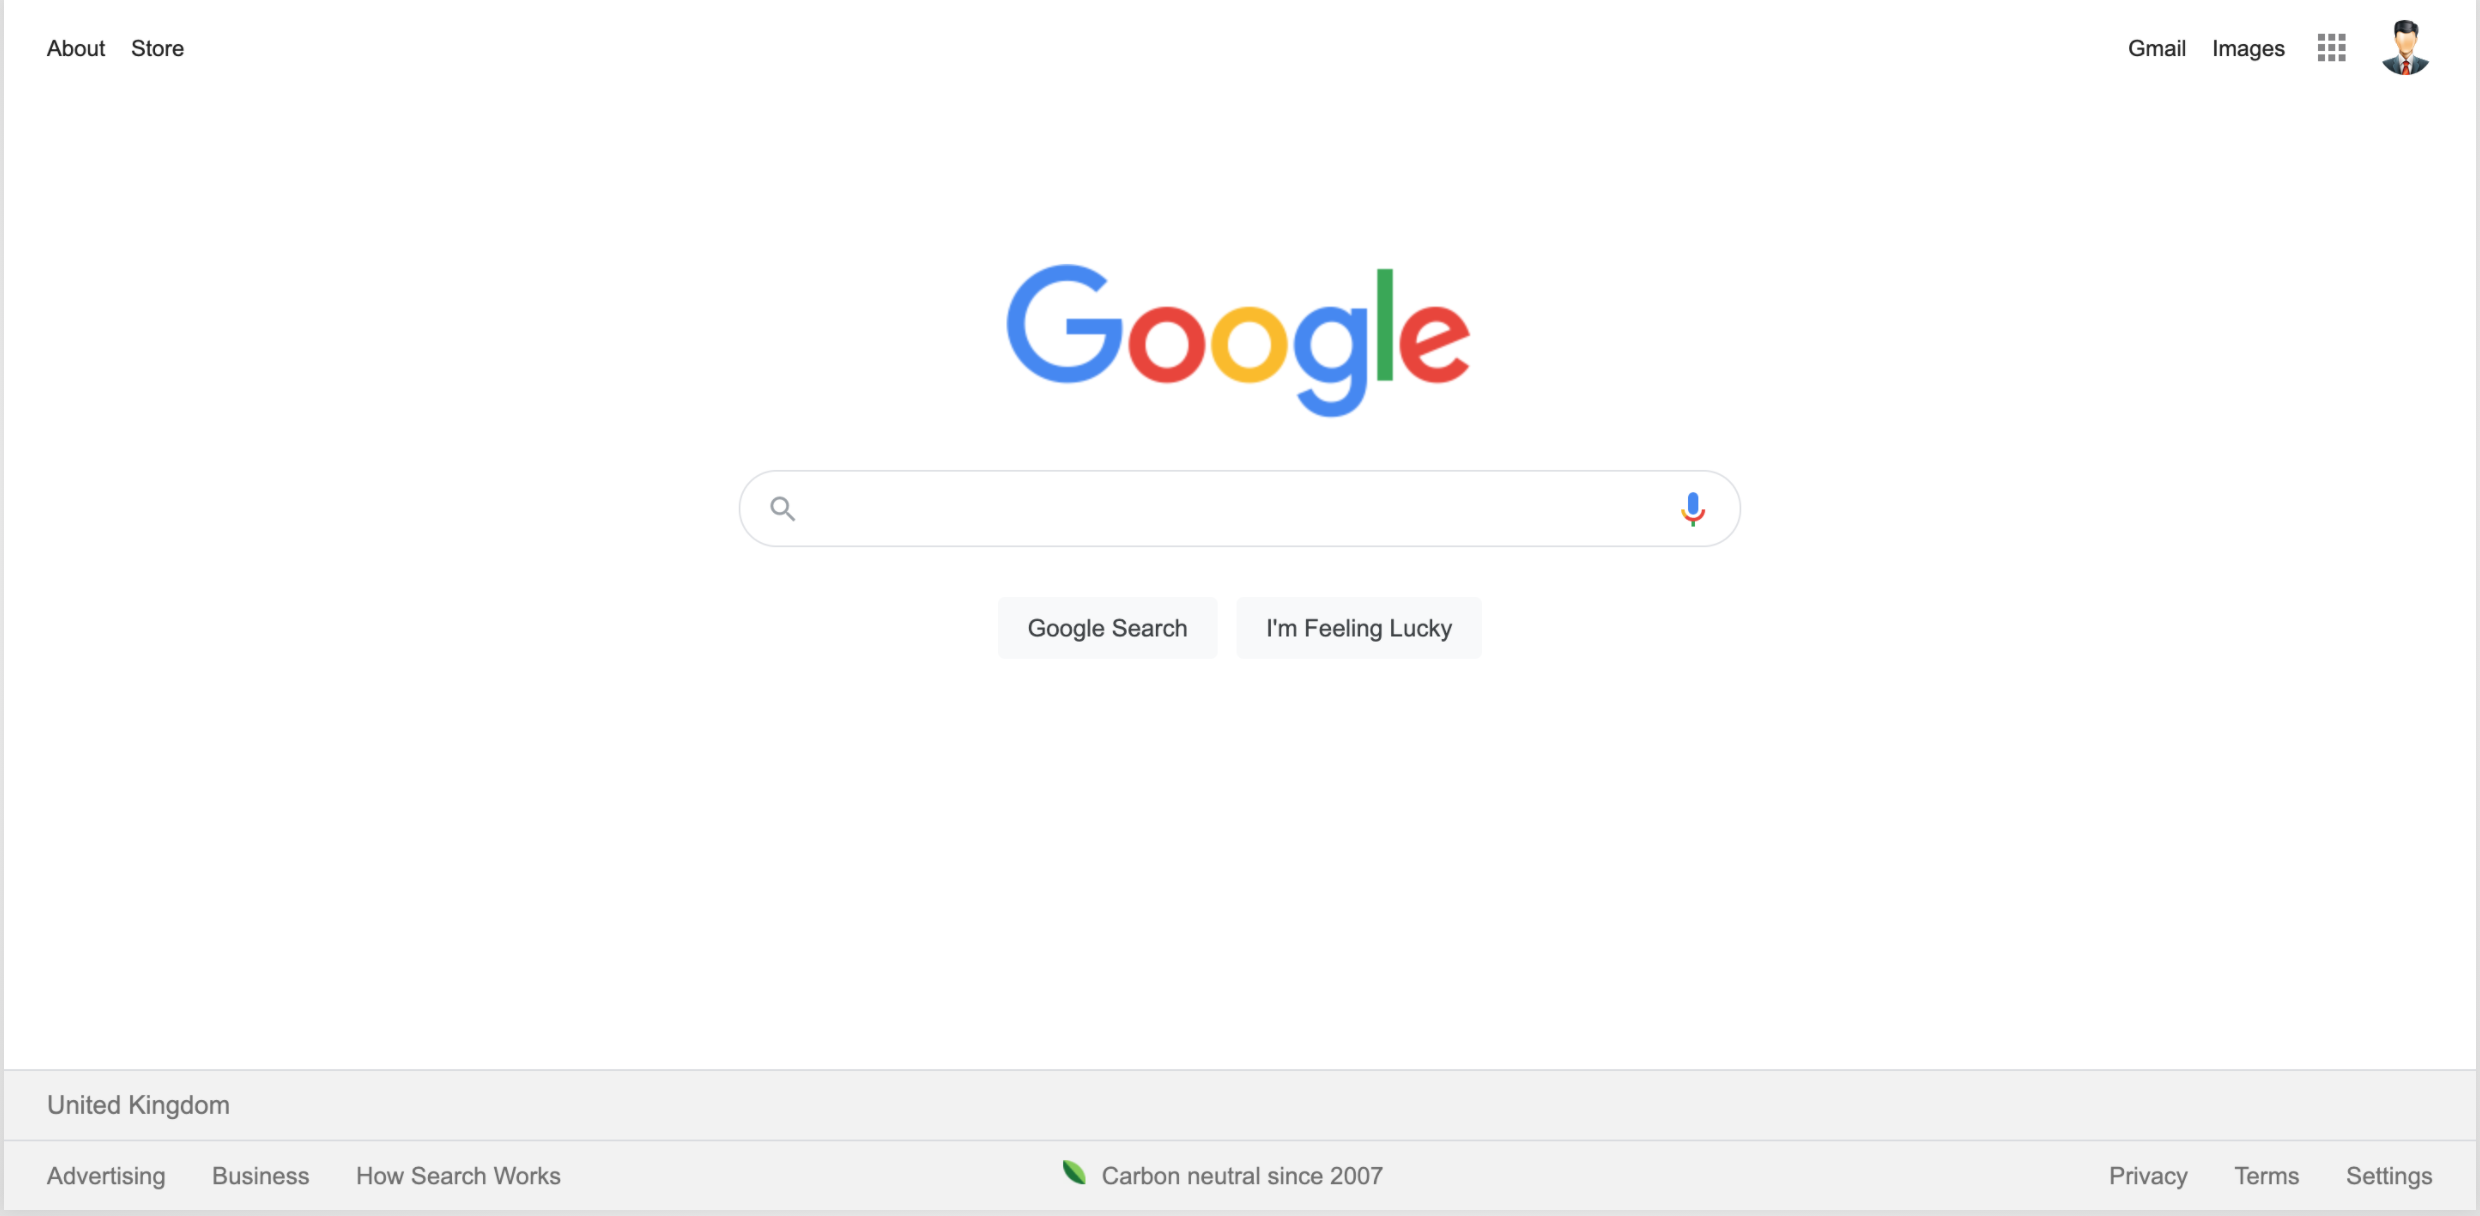 About Store Gmail Images
Google
Google Search I'm Feeling Lucky
United Kingdom
Advertising Business How Search Works Carbon neutral since 2007 Privacy Terms Settings